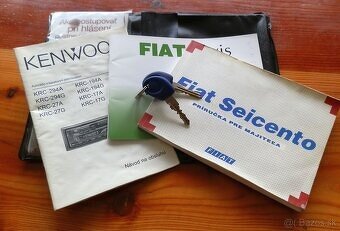 Ako postupovať
pri hlásení
KENWOOD
KRC-294A KRC-194A
KRC-294G KRC-194G
KRC-27A KRC-17A
KRC-27G KRC-17G
Návod na obsluhu
FIAT
Fiat Seicento
PRÍRUČKA PRE MAJITEĽA
FIAT
Bazos.sk